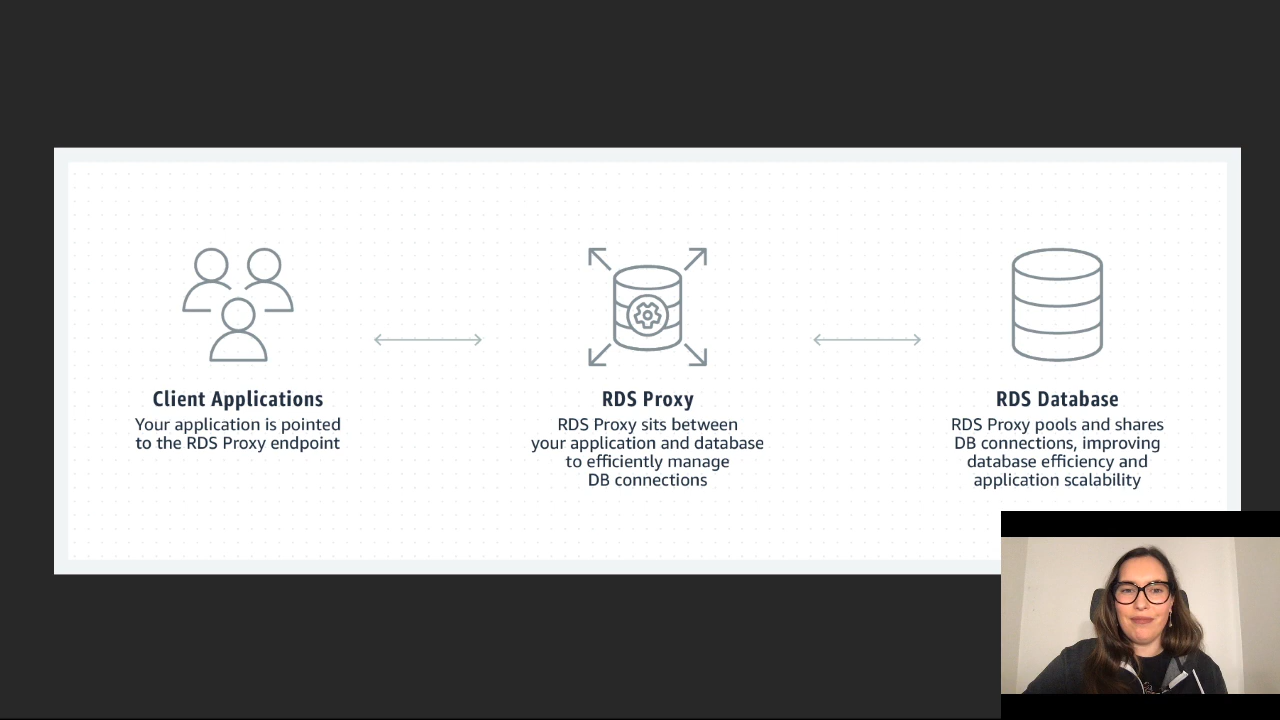 Client Applications
Your application is pointed
to the RDS Proxy endpoint
RDS Proxy
RDS Proxy sits between
your application and database
to efficiently manage
DB connections
RDS Database
RDS Proxy pools and shares
DB connections, improving
database efficiency and
application scalability